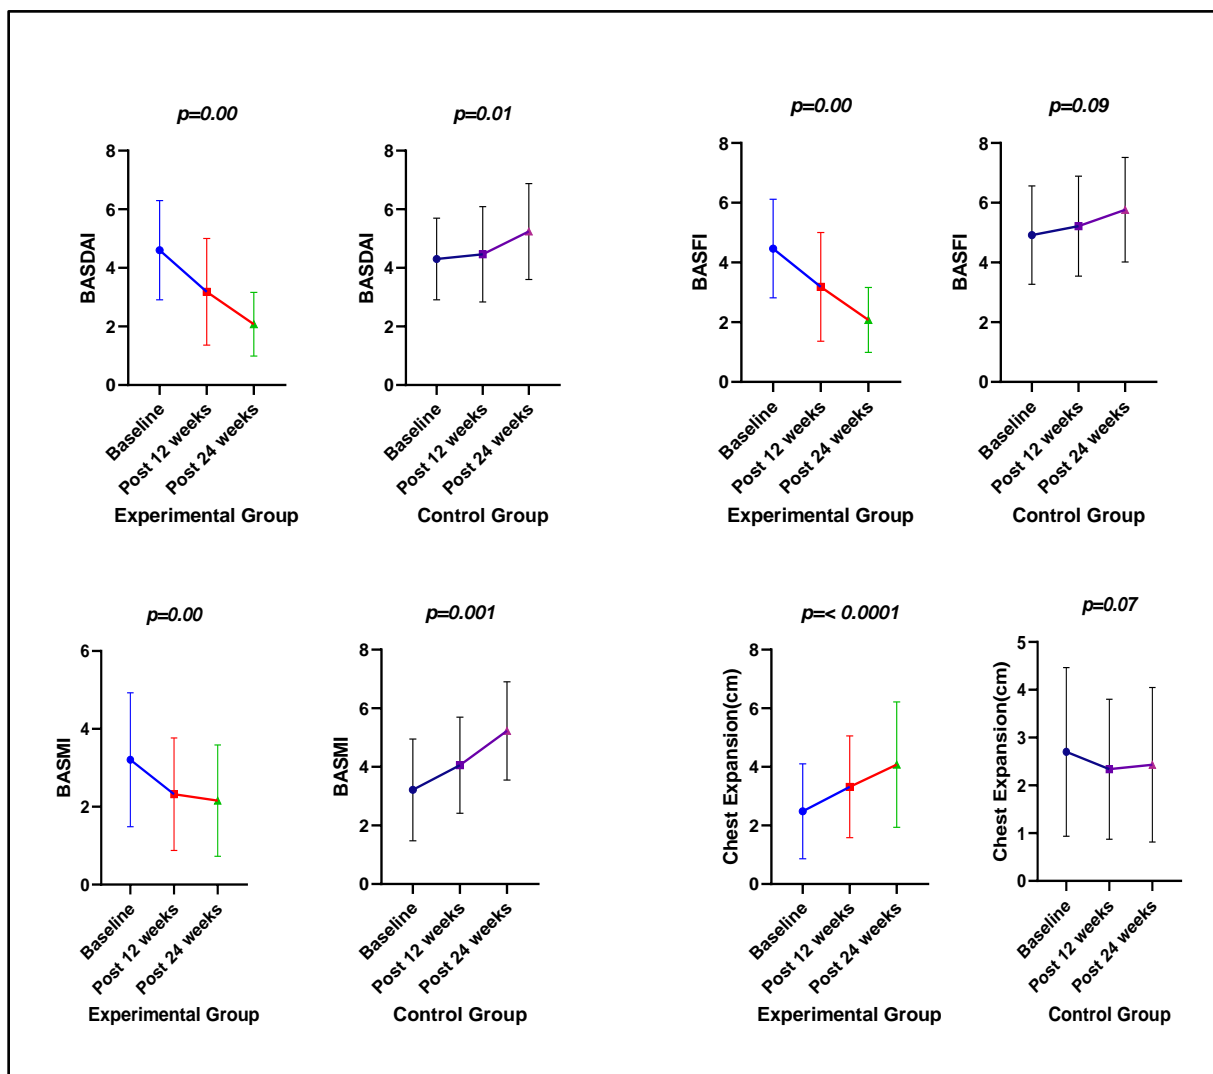 p=0.00
8
6
4
2
0
BASDAI
Baseline
Post 12 weeks
Post 24 weeks
Experimental Group
p=0.01
8
6
4
2
0
BASDAI
Baseline
Post 12 weeks
Post 24 weeks
Control Group
p=0.00
8
6
4
2
0
BASFI
Baseline
Post 12 weeks
Post 24 weeks
Experimental Group
p=0.09
8
6
4
2
0
BASFI
Baseline
Post 12 weeks
Post 24 weeks
Control Group
p=0.00
6
4
2
0
BASMI
Baseline
Post 12 weeks
Post 24 weeks
Experimental Group
p=0.001
8
6
4
2
0
BASMI
Baseline
Post 12 weeks
Post 24 weeks
Control Group
p=< 0.0001
8
6
4
2
0
Chest Expansion(cm)
Baseline
Post 12 weeks
Post 24 weeks
Experimental Group
p=0.07
5
4
3
2
1
0
Chest Expansion(cm)
Baseline
Post 12 weeks
Post 24 weeks
Control Group